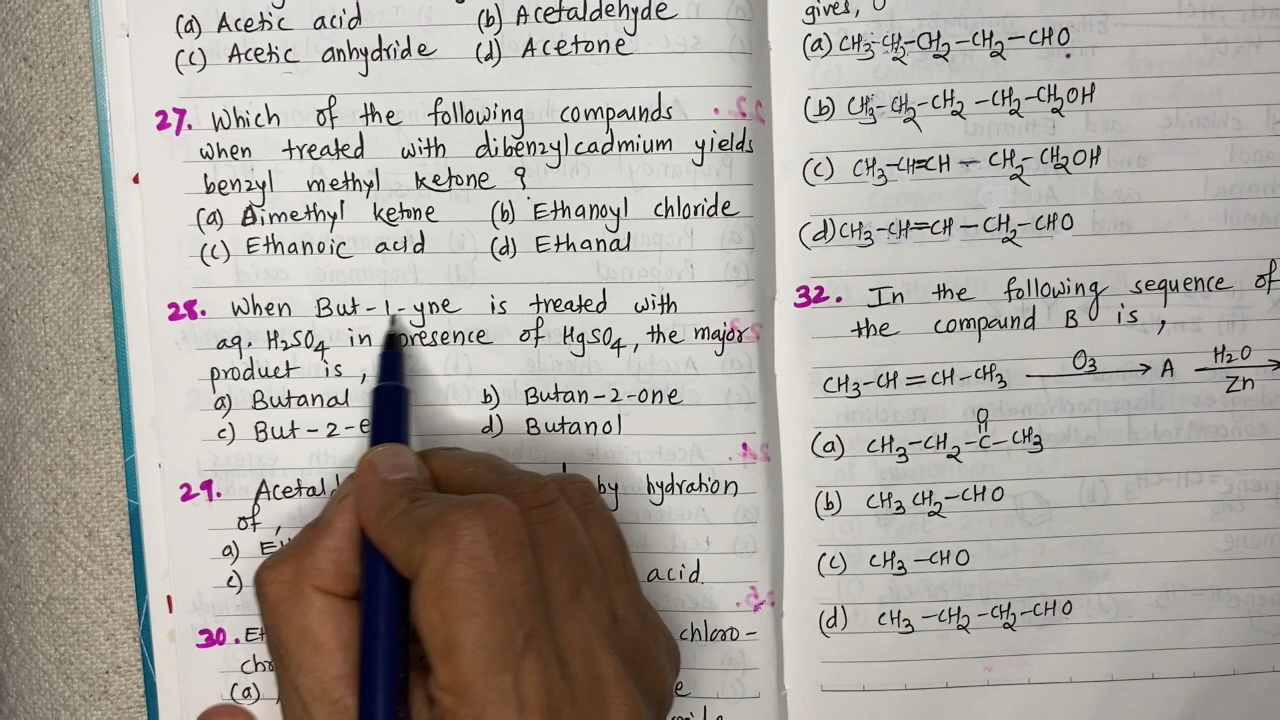 (a) Acetic acid (b) Acetaldehyde
(c) Acetic anhydride (d) Acetone
27. Which of the following compounds
when treated with dibenzylcadmium yields
benzyl methyl ketone ?
(a) Dimethyl ketone (b) Ethanoyl chloride
(c) Ethanoic acid (d) Ethanal
28. When But-1-yne is treated with
aq. H₂SO₄ in presence of HgSO₄, the major
product is ,
a) Butanal b) Butan-2-one
c) But-2-e d) Butanol
29. by hydration
of ,
a)
c) acid.
30. chloro-
(a)
gives,
(a) CH₃-CH₂-CH₂-CH₂-CHO
(b) CH₃-CH₂-CH₂-CH₂-CH₂OH
(c) CH₃-CH=CH-CH₂-CH₂OH
(d) CH₃-CH=CH-CH₂-CHO
32. In the following sequence of
the compound B is ,
CH₃-CH=CH-CH₃ O₃ → A H₂O Zn →
(a) CH₃-CH₂-C-CH₃ O
(b) CH₃CH₂-CHO
(c) CH₃-CHO
(d) CH₃-CH₂-CH₂-CHO